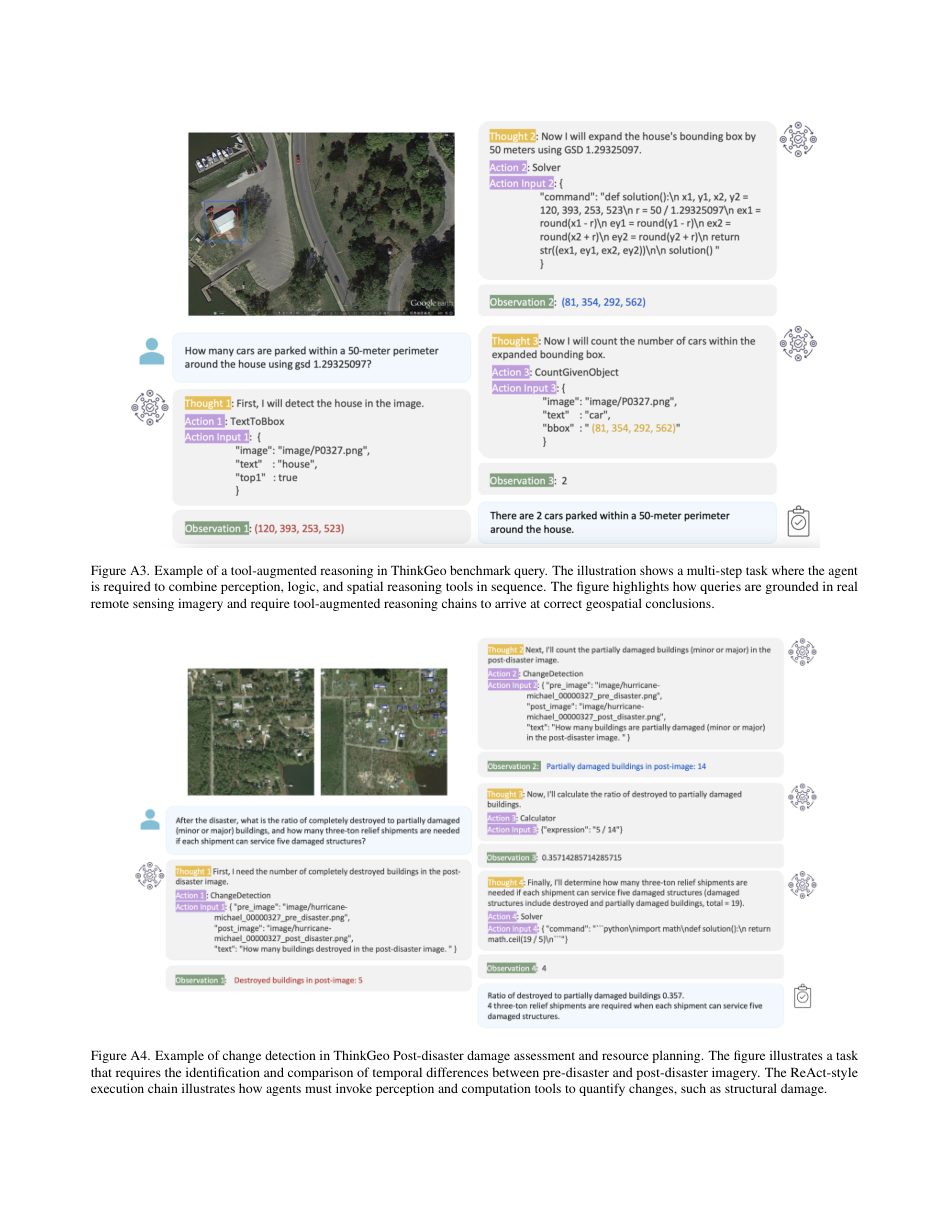 Google earth
How many cars are parked within a 50-meter perimeter
around the house using gsd 1.29325097?
Thought 1: First, I will detect the house in the image.
Action 1 : TextToBbox
Action Input 1: {
"image": "image/P0327.png",
"text" : "house",
"top1" : true
}
Observation 1: (120, 393, 253, 523)
Thought 2: Now I will expand the house's bounding box by
50 meters using GSD 1.29325097.
Action 2: Solver
Action Input 2: {
"command": "def solution():\n x1, y1, x2, y2 =
120, 393, 253, 523\n r = 50 / 1.29325097\n ex1 =
round(x1 - r)\n ey1 = round(y1 - r)\n ex2 =
round(x2 + r)\n ey2 = round(y2 + r)\n return
str((ex1, ey1, ex2, ey2))\n\n solution() "
}
Observation 2: (81, 354, 292, 562)
Thought 3: Now I will count the number of cars within the
expanded bounding box.
Action 3: CountGivenObject
Action Input 3: {
"image": "image/P0327.png",
"text" : "car",
"bbox" : " (81, 354, 292, 562)"
}
Observation 3: 2
There are 2 cars parked within a 50-meter perimeter
around the house.
Figure A3. Example of a tool-augmented reasoning in ThinkGeo benchmark query. The illustration shows a multi-step task where the agent
is required to combine perception, logic, and spatial reasoning tools in sequence. The figure highlights how queries are grounded in real
remote sensing imagery and require tool-augmented reasoning chains to arrive at correct geospatial conclusions.
After the disaster, what is the ratio of completely destroyed to partially damaged
(minor or major) buildings, and how many three-ton relief shipments are needed
if each shipment can service five damaged structures?
Thought 1 First, I need the number of completely destroyed buildings in the post-
disaster image.
Action 1: ChangeDetection
Action Input 1: { "pre_image": "image/hurricane-
michael_00000327_pre_disaster.png",
"post_image": "image/hurricane-
michael_00000327_post_disaster.png",
"text": "How many buildings destroyed in the post-disaster image. " }
Observation 1: Destroyed buildings in post-image: 5
Thought 2 Next, I'll count the partially damaged buildings (minor or major) in the
post-disaster image.
Action 2: ChangeDetection
Action Input 2: { "pre_image": "image/hurricane-
michael_00000327_pre_disaster.png",
"post_image": "image/hurricane-
michael_00000327_post_disaster.png",
"text": "How many buildings are partially damaged (minor or major)
in the post-disaster image. " }
Observation 2: Partially damaged buildings in post-image: 14
Thought 3: Now, I'll calculate the ratio of destroyed to partially damaged
buildings.
Action 3: Calculator
Action Input 3: {"expression": "5 / 14"}
Observation 3: 0.35714285714285715
Thought 4: Finally, I'll determine how many three-ton relief shipments are
needed if each shipment can service five damaged structures (damaged
structures include destroyed and partially damaged buildings, total = 19).
Action 4: Solver
Action Input 4: { "command": "```python\nimport math\ndef solution():\n return
math.ceil(19 / 5)\n```"}
Observation 4: 4
Ratio of destroyed to partially damaged buildings 0.357.
4 three-ton relief shipments are required when each shipment can service five
damaged structures.
Figure A4. Example of change detection in ThinkGeo Post-disaster damage assessment and resource planning. The figure illustrates a task
that requires the identification and comparison of temporal differences between pre-disaster and post-disaster imagery. The ReAct-style
execution chain illustrates how agents must invoke perception and computation tools to quantify changes, such as structural damage.